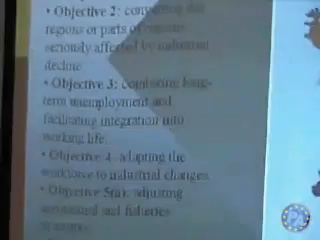 • Objective 2: converting the
regions or parts of regions
seriously affected by industrial
decline
• Objective 3: combating long-
term unemployment and
facilitating integration into
working life
• Objective 4: adapting the
workforce to industrial changes
• Objective 5(a): adjusting
and fisheries